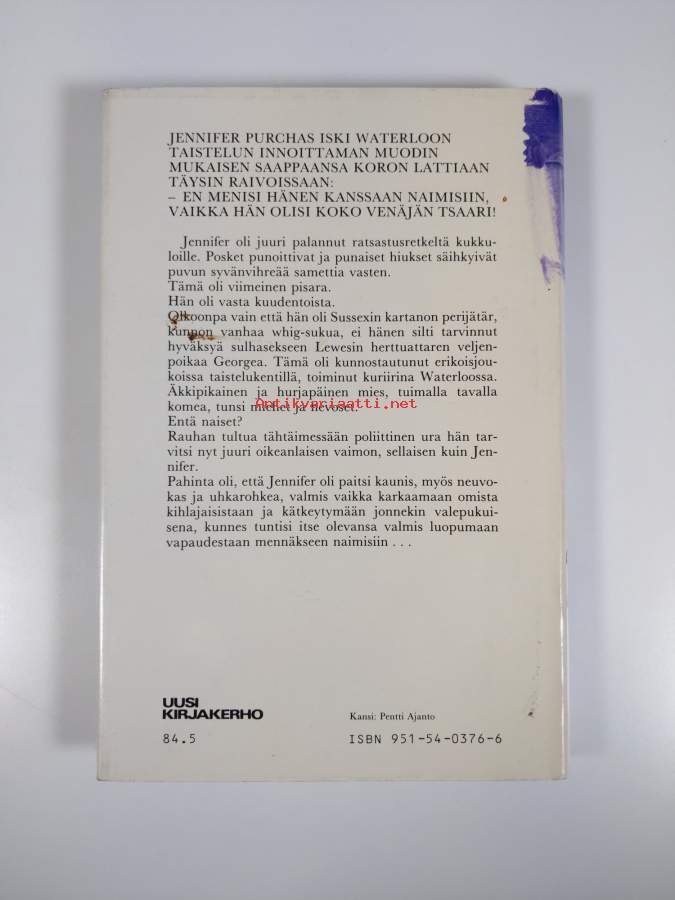 JENNIFER PURCHAS ISKI WATERLOON
TAISTELUN INNOITTAMAN MUODIN
MUKAISEN SAAPPAANSA KORON LATTIAAN
TÄYSIN RAIVOISSAAN:
– EN MENISI HÄNEN KANSSAAN NAIMISIIN,
VAIKKA HÄN OLISI KOKO VENÄJÄN TSAARI!
Jennifer oli juuri palannut ratsastusretkeltä kukku-
loille. Posket punoittivat ja punaiset hiukset säihkyivät
puvun syvänvihreää samettia vasten.
Tämä oli viimeinen pisara.
Hän oli vasta kuudentoista.
Olkoonpa vain että hän oli Sussexin kartanon perijätär,
kunnon vanhaa whig-sukua, ei hänen silti tarvinnut
hyväksyä sulhasekseen Lewesin herttuattaren veljen-
poikaa Georgea. Tämä oli kunnostautunut erikoisjou-
koissa taistelukentillä, toiminut kuriirina Waterloossa.
Äkkipikainen ja hurjapäinen mies, tuimalla tavalla
komea, tunsi miehet ja hevoset.
Antikvariaatti.net
Entä naiset?
Rauhan tultua tähtäimessään poliittinen ura hän tar-
vitsi nyt juuri oikeanlaisen vaimon, sellaisen kuin Jen-
nifer.
Pahinta oli, että Jennifer oli paitsi kaunis, myös neuvo-
kas ja uhkarohkea, valmis vaikka karkaamaan omista
kihlajaisistaan ja kätkeytymään jonnekin valepukui-
sena, kunnes tuntisi itse olevansa valmis luopumaan
vapaudestaan mennäkseen naimisiin . . .
UUSI
KIRJAKERHO
Kansi: Pentti Ajanto
84.5
ISBN 951-54-0376-6